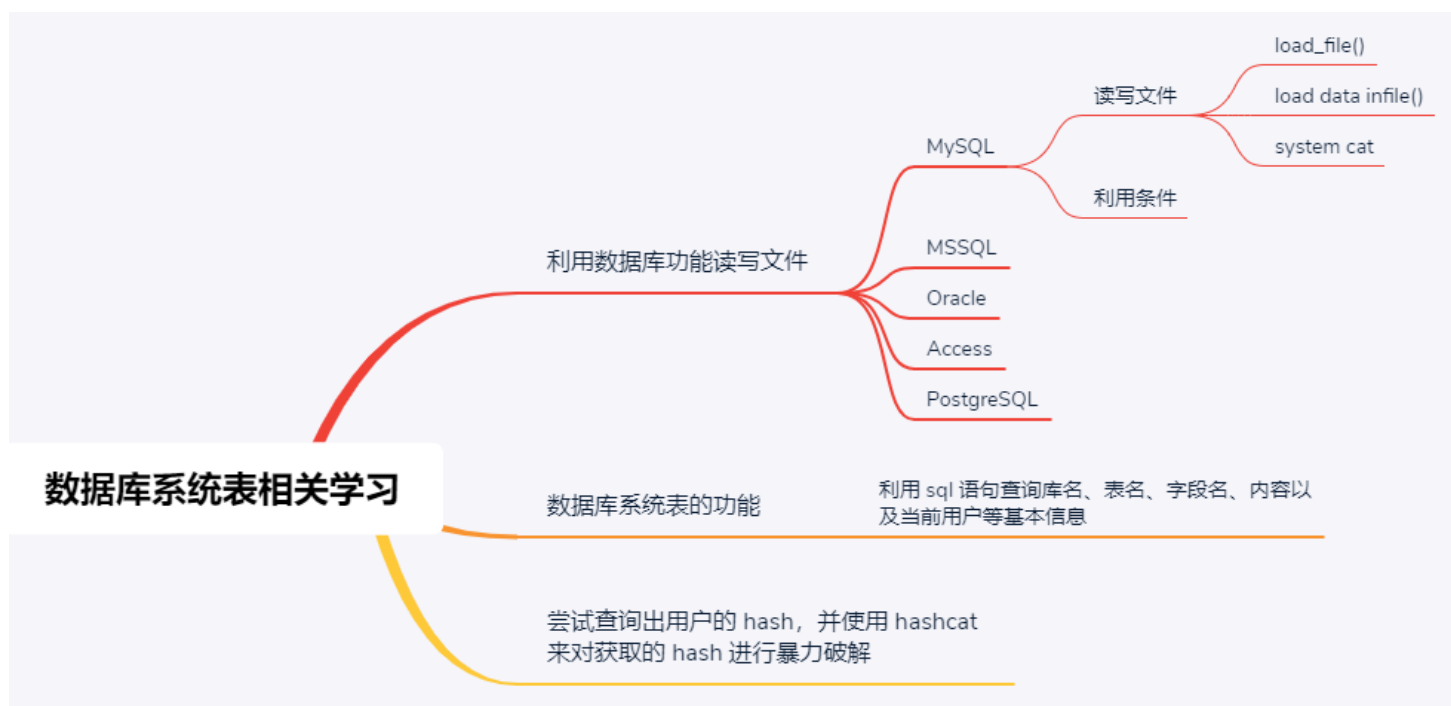 数据库系统表相关学习
利用数据库功能读写文件
MySQL
读写文件
load_file()
load data infile()
system cat
利用条件
MSSQL
Oracle
Access
PostgreSQL
数据库系统表的功能
利用 sql 语句查询库名、表名、字段名、内容以
及当前用户等基本信息
尝试查询出用户的 hash，并使用 hashcat
来对获取的 hash 进行暴力破解